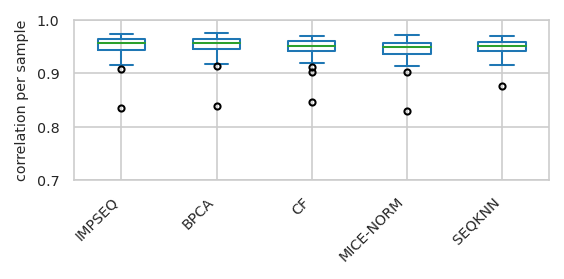 correlation per sample
1.0
0.9
0.8
0.7
IMPSEQ
BPCA
CF
MICE-NORM
SEQKNN